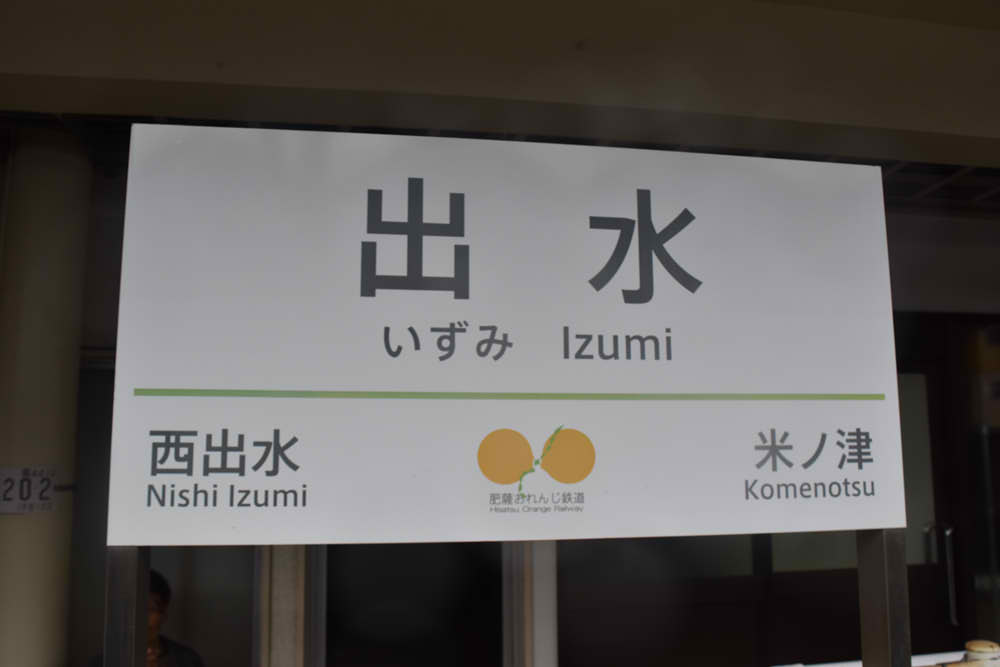 出水
いずみ Izumi
西出水
Nishi Izumi
肥薩おれんじ鉄道
Hisatsu Orange Railway
米ノ津
Komenotsu
202